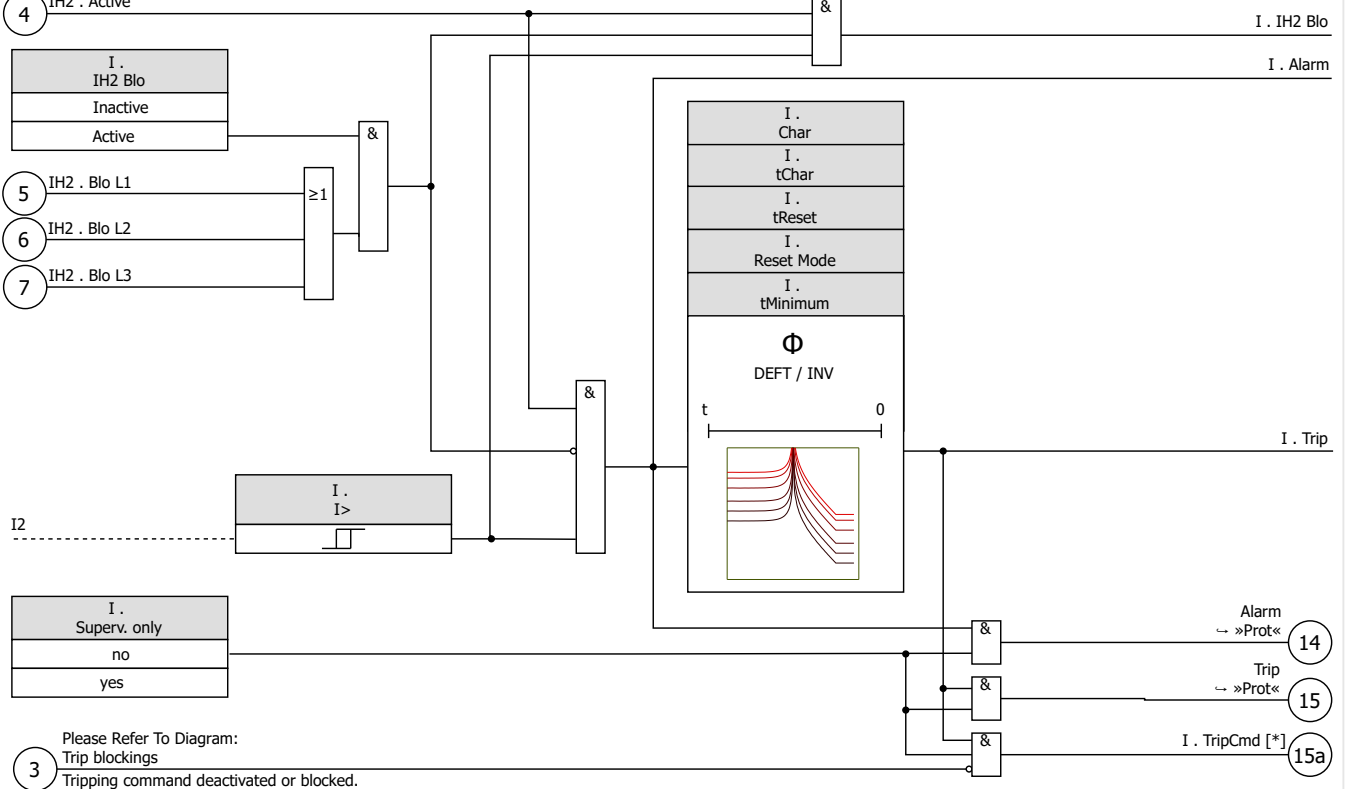 4
IH2 . Active
&
I . IH2 Blo
I . Alarm
I .
IH2 Blo
Inactive
Active
&
5
IH2 . Blo L1
6
IH2 . Blo L2
7
IH2 . Blo L3
≥1
I .
Char
I .
tChar
I .
tReset
I .
Reset Mode
I .
tMinimum
Φ
DEFT / INV
t 0
&
I . Trip
I2
I .
I>
I .
Superv. only
no
yes
&
Alarm
↪ »Prot«
14
&
Trip
↪ »Prot«
15
&
I . TripCmd [*]
15a
3
Please Refer To Diagram:
Trip blockings
Tripping command deactivated or blocked.